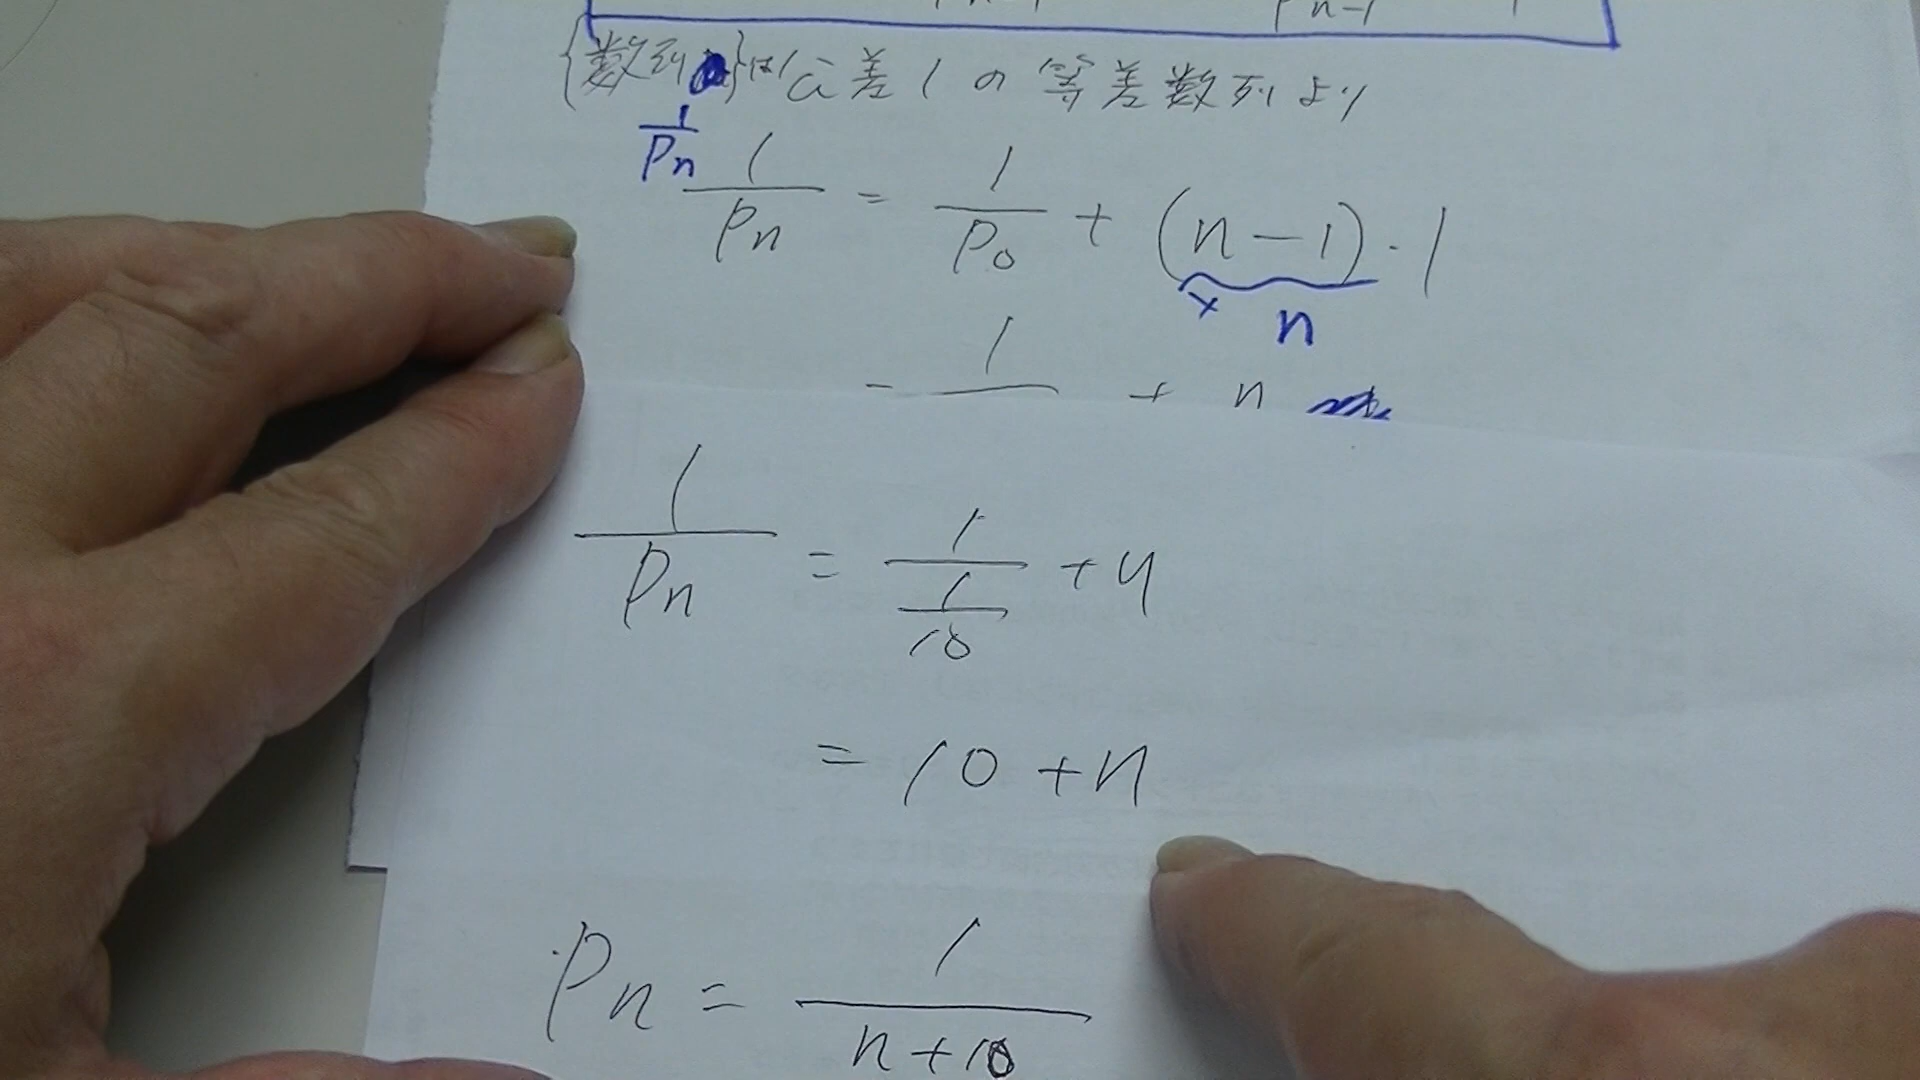 {数列}は公差1の等差数列より
1/Pn
1/Pn = 1/P0 + (n-1)・1
× n
1/ + n
1/Pn = 1/(1/10) + n
= 10 + n
Pn = 1/(n+10)